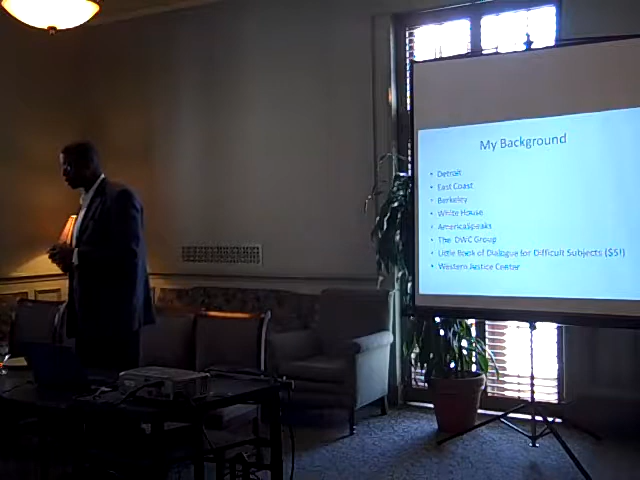 My Background
• Detroit
• East Coast
• Berkeley
• White House
• AmericaSpeaks
• The DWC Group
• Little Book of Dialogue for Difficult Subjects ($5!)
• Western Justice Center